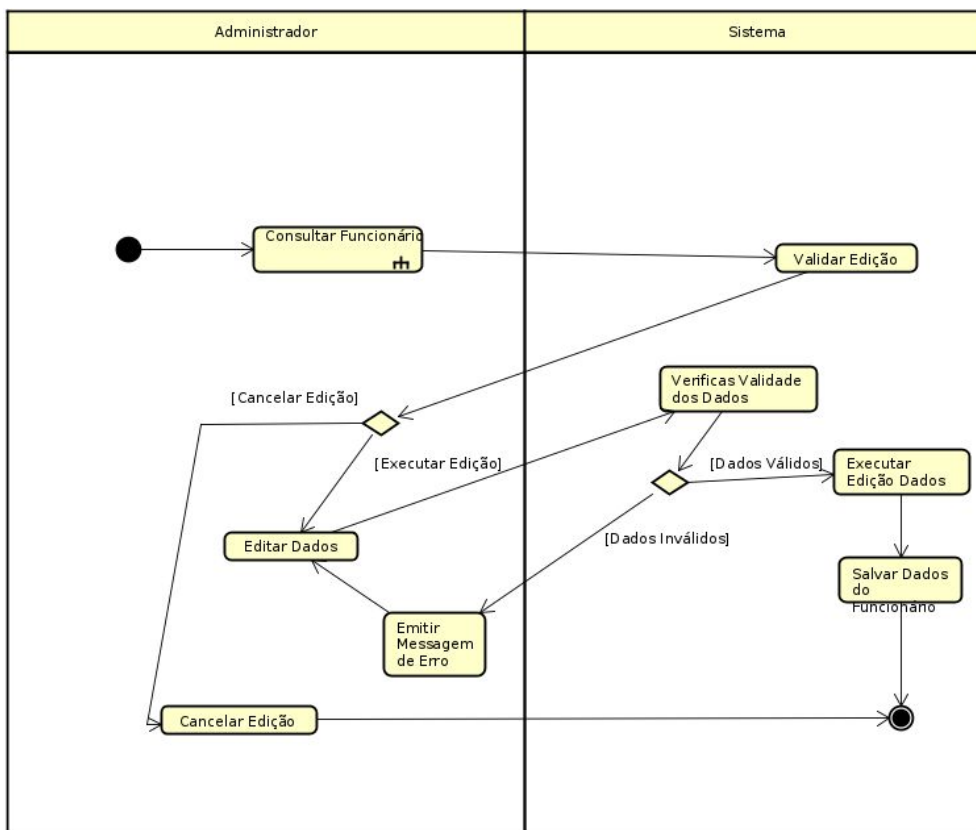 Administrador
Sistema
Consultar Funcionário
Validar Edição
Verificas Validade
dos Dados
[Cancelar Edição]
[Executar Edição]
[Dados Válidos]
Executar
Edição Dados
Editar Dados
[Dados Inválidos]
Salvar Dados
do
Funcionário
Emitir
Messagem
de Erro
Cancelar Edição